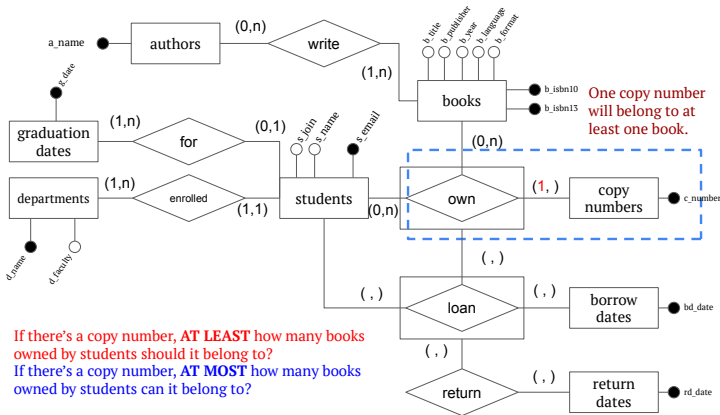 (0,n)
b_title
b_publisher
b_year
b_language
b_format
a_name
authors
write
g_date
(1,n)
b_isbn10
books
b_isbn13
One copy number
will belong to at
least one book.
(1,n)
(0,1)
s_join
s_name
s_email
(0,n)
graduation
dates
for
(1,n)
departments
enrolled
(1,1)
students
(0,n)
own
(1, )
copy
numbers
c_number
d_name
d_faculty
( , )
( , )
( , )
loan
borrow
dates
bd_date
If there's a copy number, AT LEAST how many books
owned by students should it belong to?
If there's a copy number, AT MOST how many books
owned by students can it belong to?
( , )
( , )
return
return
dates
rd_date